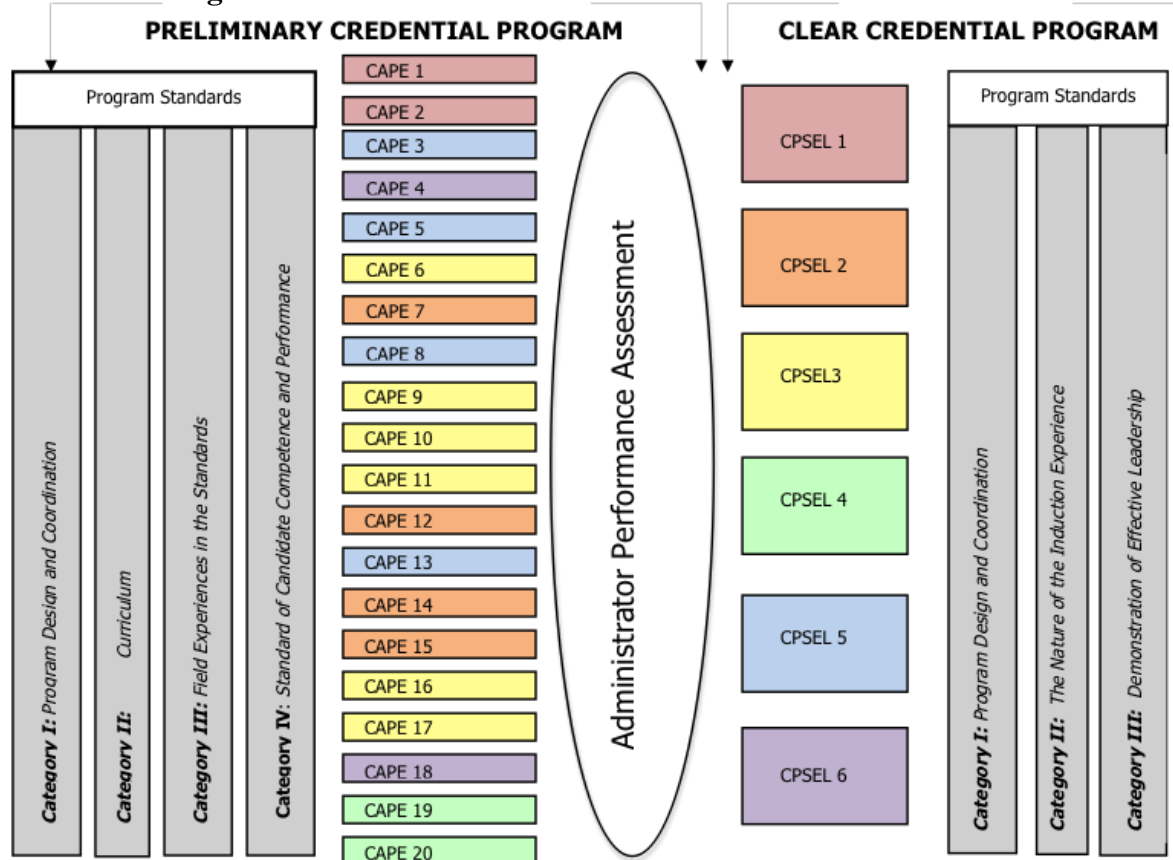 PRELIMINARY CREDENTIAL PROGRAM
Program Standards
Category I: Program Design and Coordination
Category II: Curriculum
Category III: Field Experiences in the Standards
Category IV: Standard of Candidate Competence and Performance
CAPE 1
CAPE 2
CAPE 3
CAPE 4
CAPE 5
CAPE 6
CAPE 7
CAPE 8
CAPE 9
CAPE 10
CAPE 11
CAPE 12
CAPE 13
CAPE 14
CAPE 15
CAPE 16
CAPE 17
CAPE 18
CAPE 19
CAPE 20
Administrator Performance Assessment
CLEAR CREDENTIAL PROGRAM
CPSEL 1
CPSEL 2
CPSEL3
CPSEL 4
CPSEL 5
CPSEL 6
Program Standards
Category I: Program Design and Coordination
Category II: The Nature of the Induction Experience
Category III: Demonstration of Effective Leadership